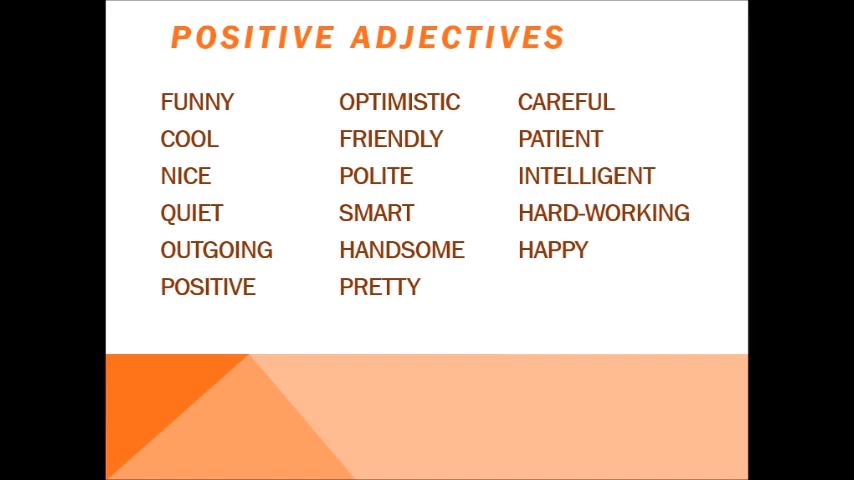 POSITIVE ADJECTIVES
FUNNY
COOL
NICE
QUIET
OUTGOING
POSITIVE
OPTIMISTIC
FRIENDLY
POLITE
SMART
HANDSOME
PRETTY
CAREFUL
PATIENT
INTELLIGENT
HARD-WORKING
HAPPY